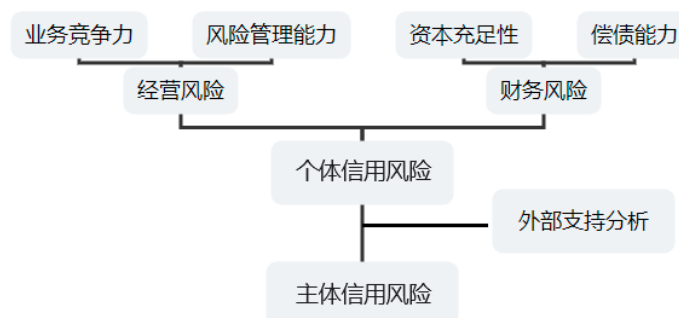 业务竞争力
风险管理能力
资本充足性
偿债能力
经营风险
财务风险
个体信用风险
外部支持分析
主体信用风险